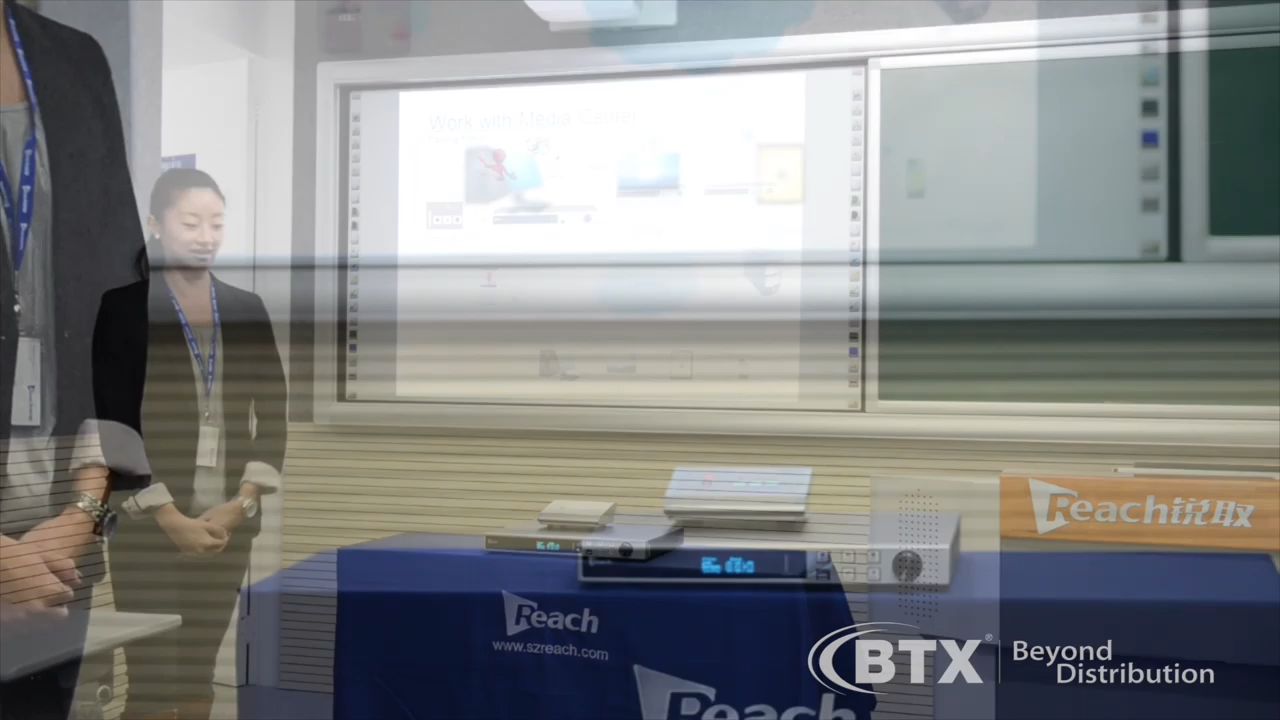 Work with Media Center
Reach锐取
Reach
www.szreach.com
Reach
BTX®
Beyond
Distribution